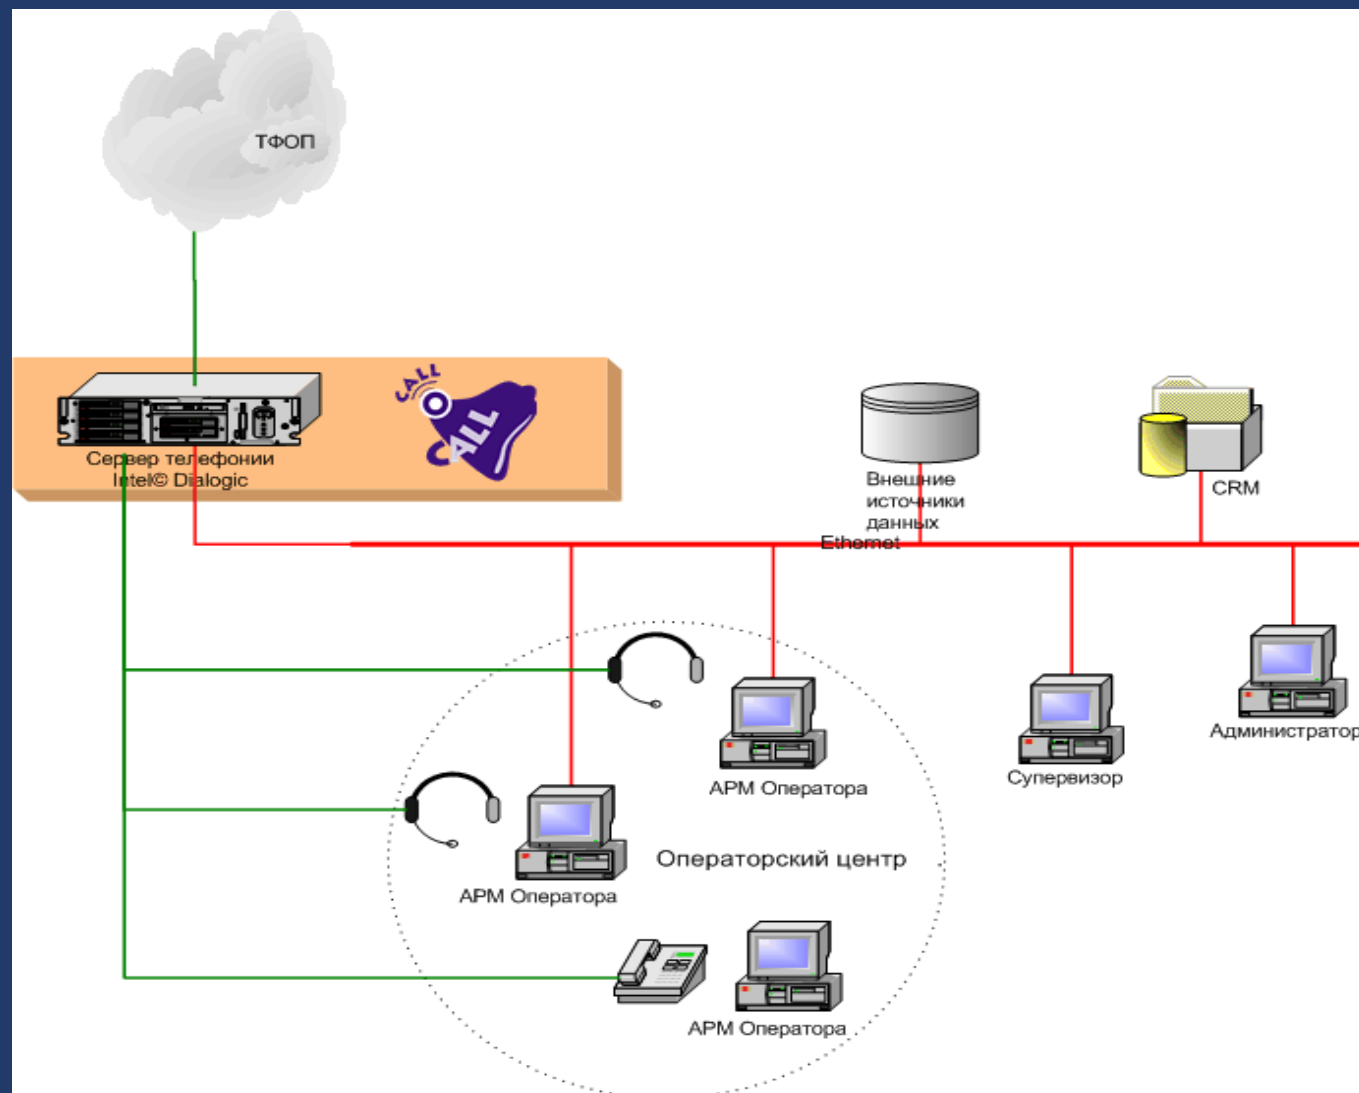 ТФОП
CALL
CALL
Сервер телефонии
Intel© Dialogic
Внешние
источники
данных
CRM
Ethernet
Администратор
Супервизор
АРМ Оператора
Операторский центр
АРМ Оператора
АРМ Оператора